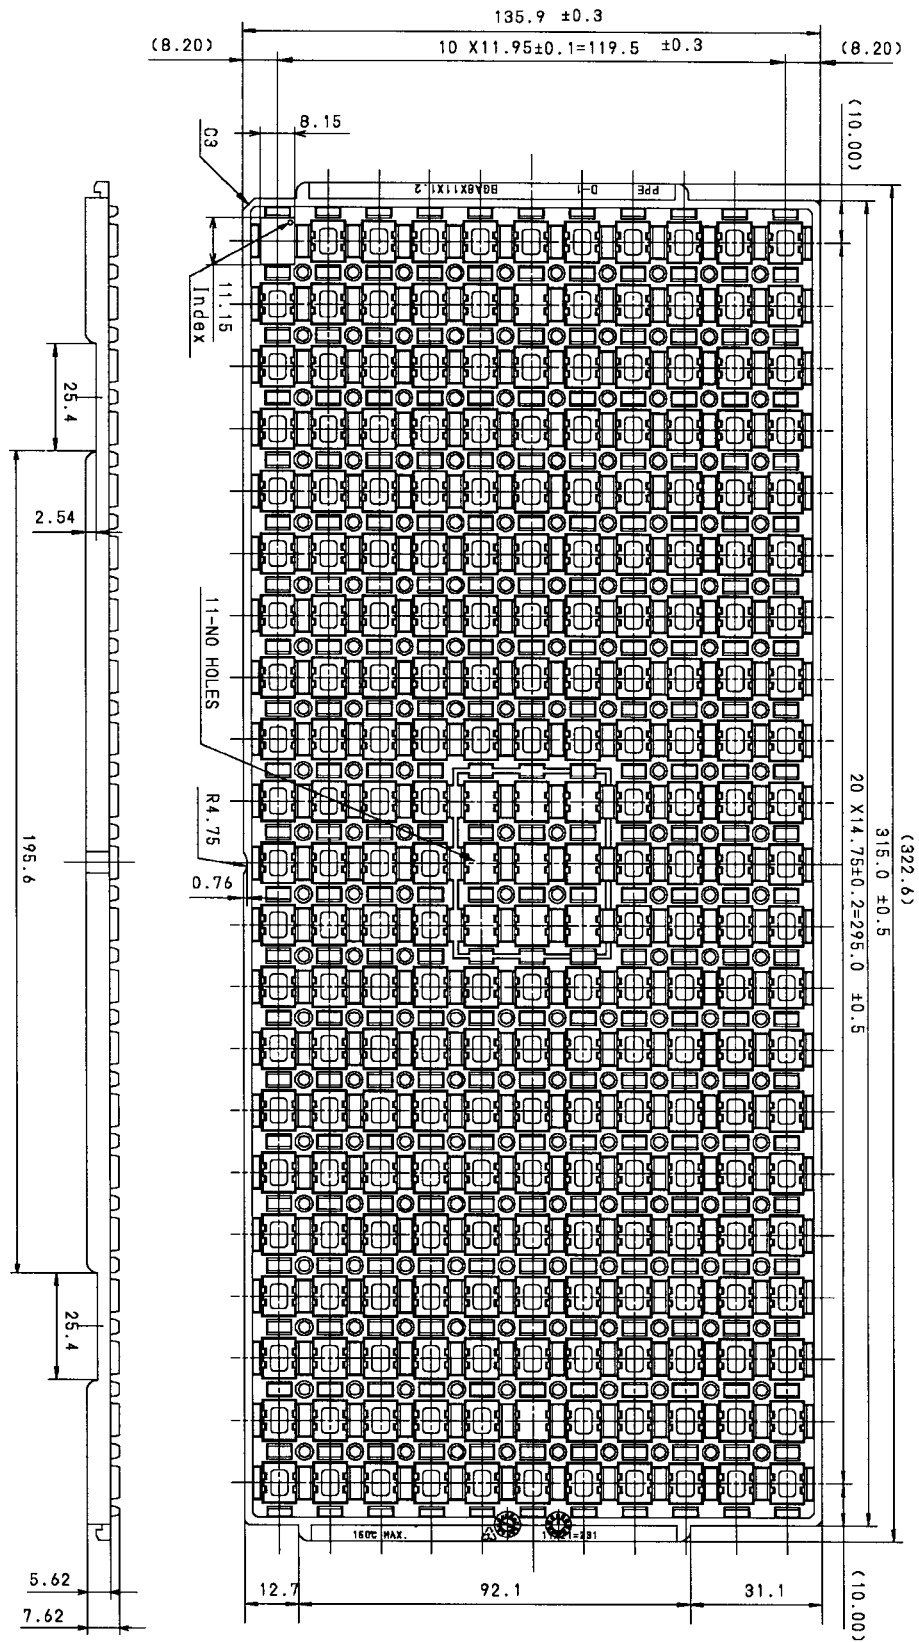 135.9 ±0.3
(8.20)
10 X11.95±0.1=119.5 ±0.3
(8.20)
(10.00)
8.15
C3
BGA8X11X1.2 D-1 PPE
11.15
Index
25.4
2.54
11-NO HOLES
R4.75
0.76
195.6
20 X14.75±0.2=295.0 ±0.5
315.0 ±0.5
(322.6)
25.4
160℃ MAX.
5.62
7.62
12.7
92.1
31.1
(10.00)